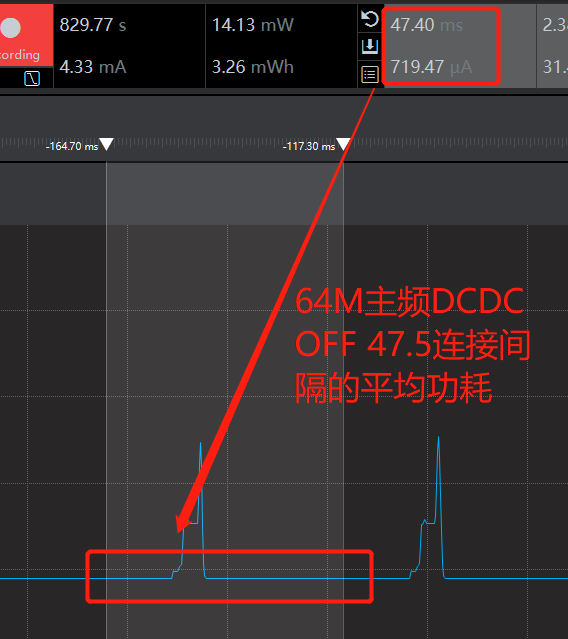 829.77 s
14.13 mW
47.40 ms
2.3
cording
4.33 mA
3.26 mWh
719.47 µA
31.4
-164.70 ms
-117.30 ms
64M主频DCDC
OFF 47.5连接间
隔的平均功耗